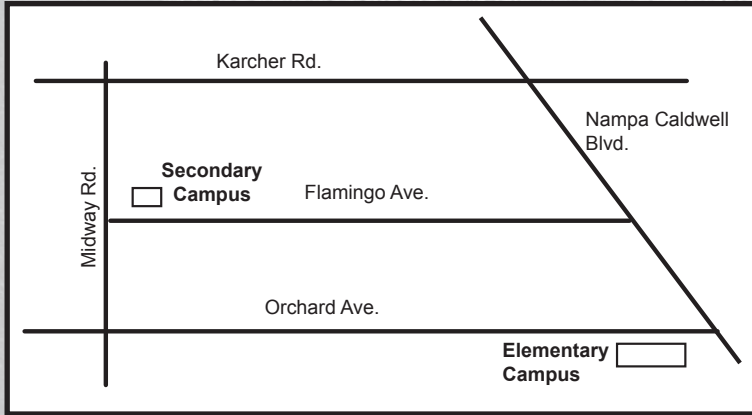 Karcher Rd.
Nampa Caldwell
Blvd.
Secondary
Campus
Flamingo Ave.
Midway Rd.
Orchard Ave.
Elementary
Campus